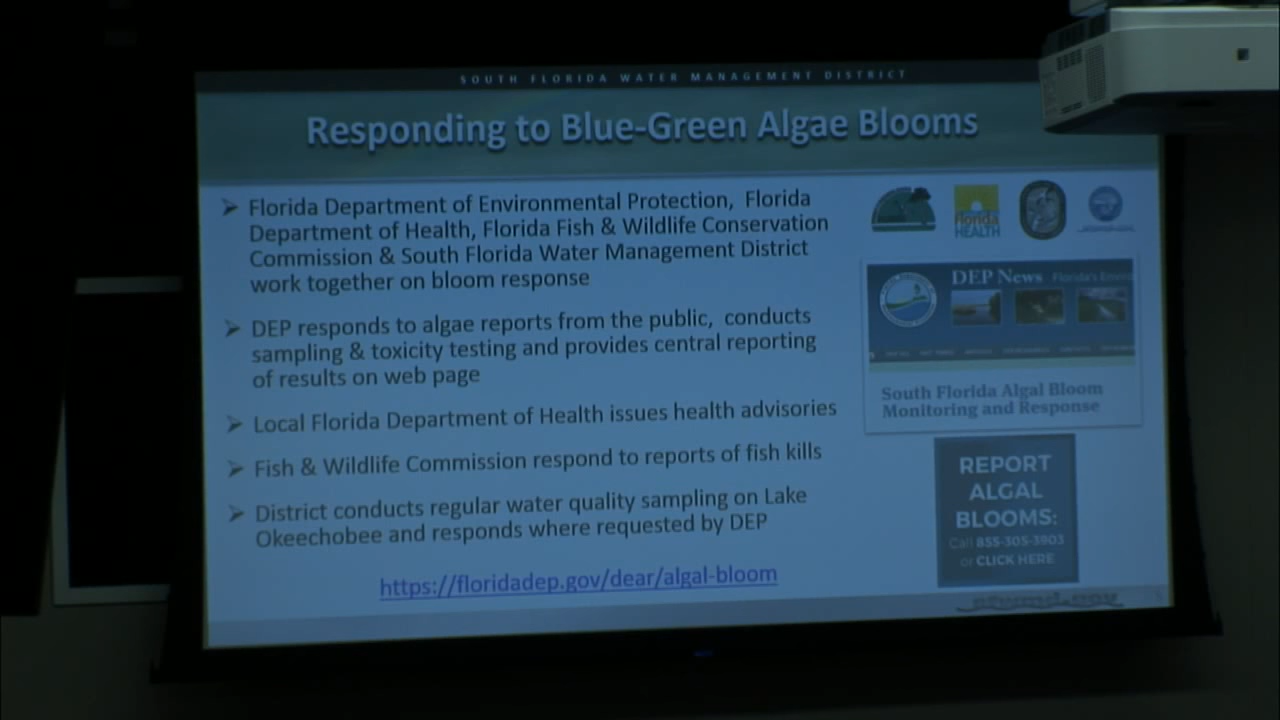 SOUTH FLORIDA WATER MANAGEMENT DISTRICT
Responding to Blue-Green Algae Blooms
Florida Department of Environmental Protection, Florida
Department of Health, Florida Fish & Wildlife Conservation
Commission & South Florida Water Management District
work together on bloom response
DEP responds to algae reports from the public, conducts
sampling & toxicity testing and provides central reporting
of results on web page
Local Florida Department of Health issues health advisories
Fish & Wildlife Commission respond to reports of fish kills
District conducts regular water quality sampling on Lake
Okeechobee and responds where requested by DEP
https://floridadep.gov/dear/algal-bloom
Florida
HEALTH
DEP News Florida's
South Florida Algal Bloom
Monitoring and Response
REPORT
ALGAL
BLOOMS:
Call 855-305-3903
or CLICK HERE
sfwmd.gov